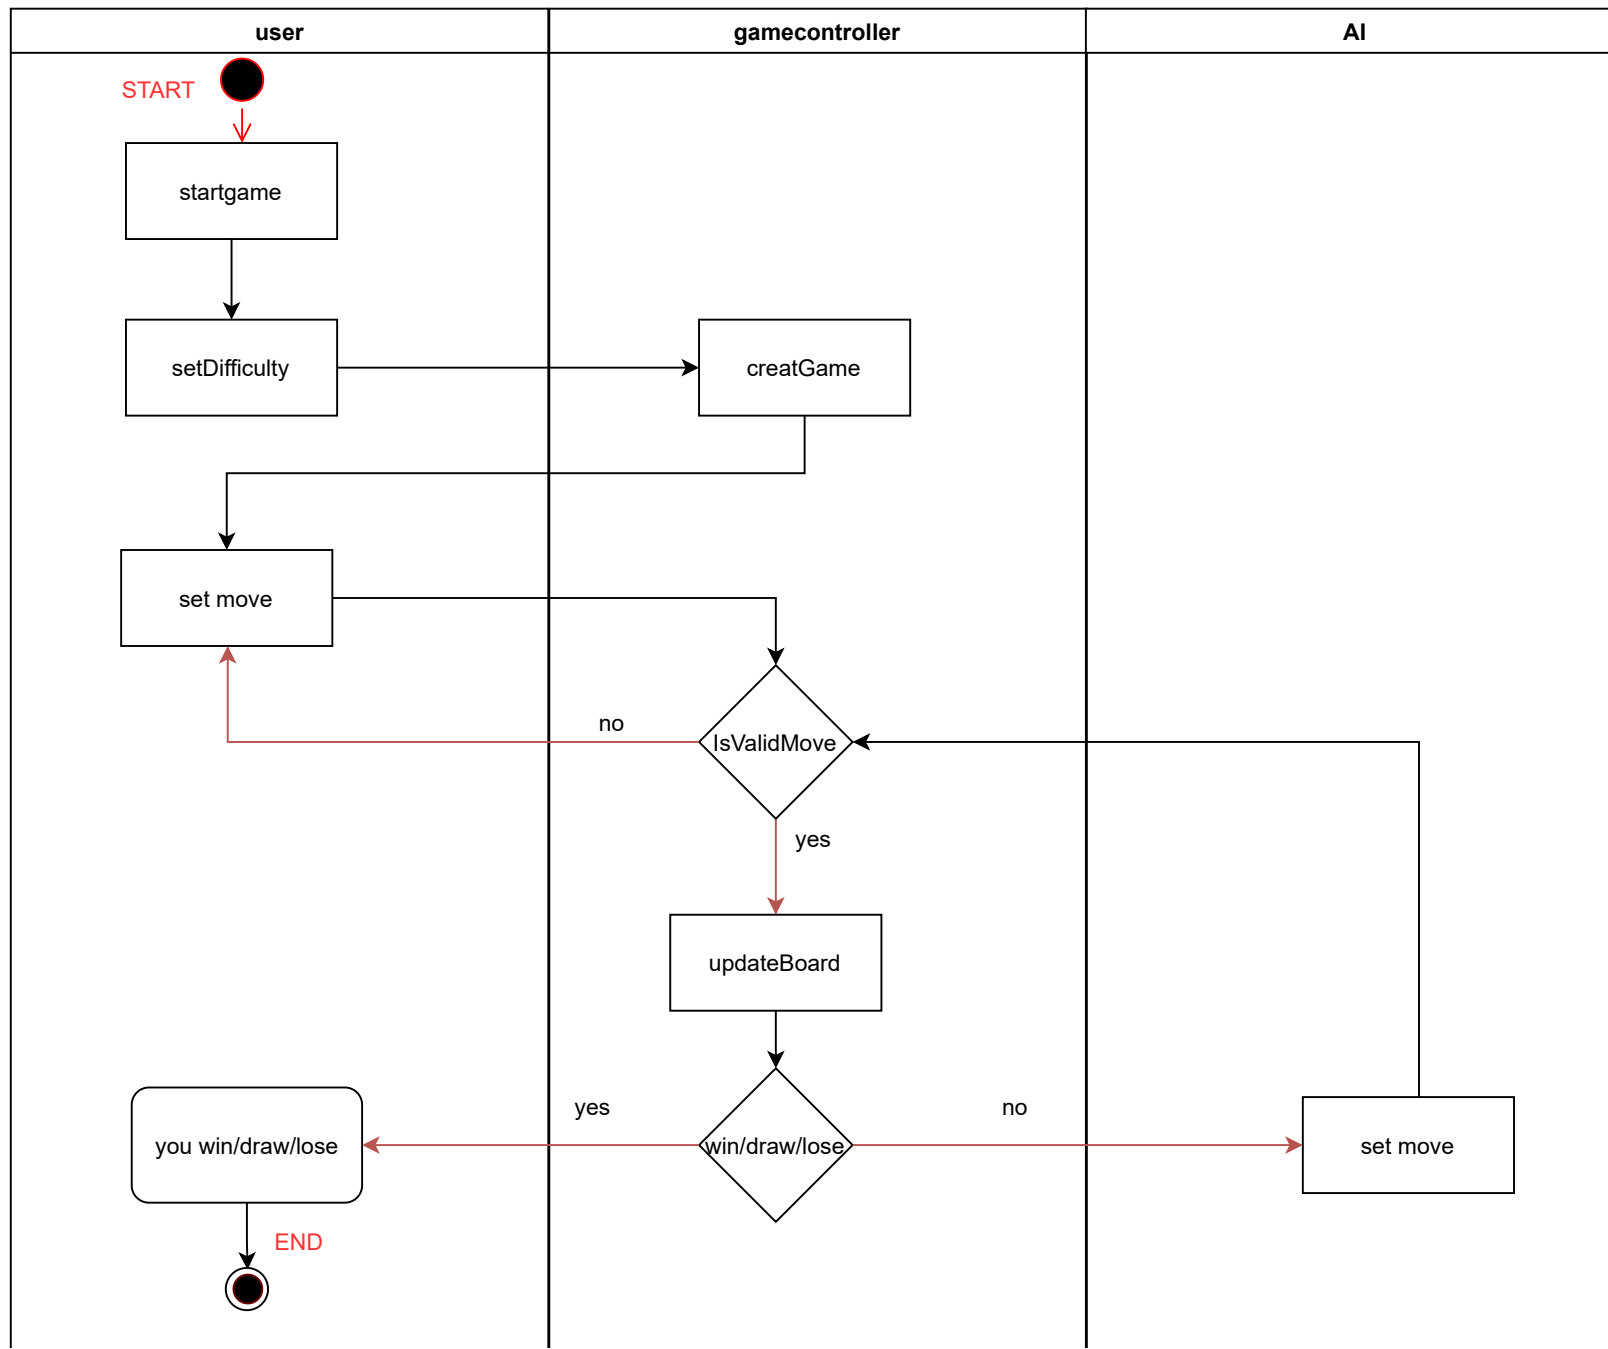 user
gamecontroller
AI
START
startgame
setDifficulty
creatGame
set move
no
IsValidMove
yes
updateBoard
yes
no
you win/draw/lose
win/draw/lose
set move
END